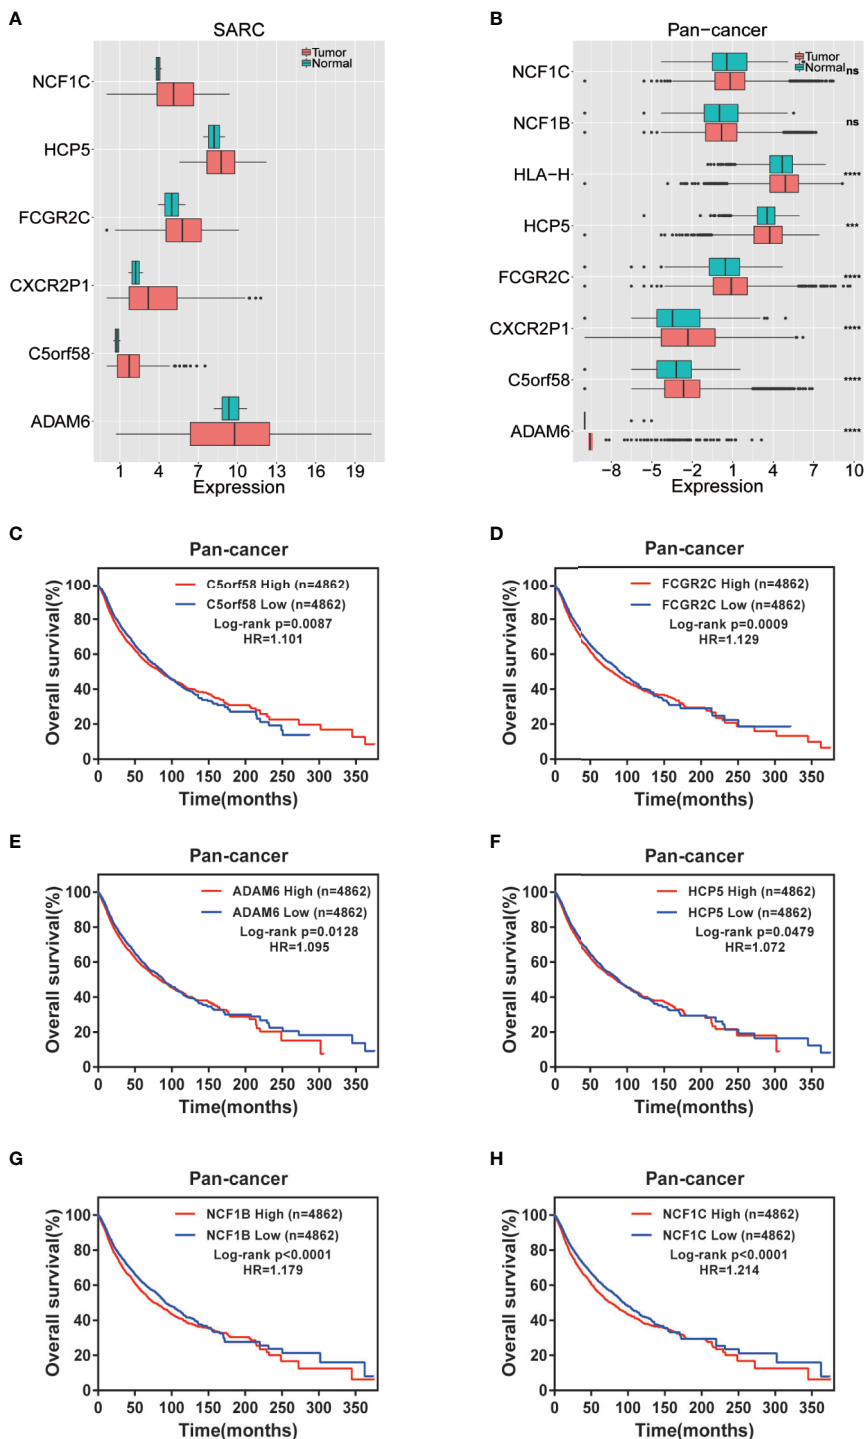 A
SARC
Tumor
Normal
NCF1C
HCP5
FCGR2C
CXCR2P1
C5orf58
ADAM6
1 4 7 10 13 16 19
Expression
B
Pan−cancer
Tumor
Normal
NCF1C ns
NCF1B ns
HLA−H ****
HCP5 ***
FCGR2C ****
CXCR2P1 ****
C5orf58 ****
ADAM6 ****
−8 −5 −2 1 4 7 10
Expression
C
Pan-cancer
C5orf58 High (n=4862)
C5orf58 Low (n=4862)
Log-rank p=0.0087
HR=1.101
Overall survival(%)
100
80
60
40
20
0
0 50 100 150 200 250 300 350
Time(months)
D
Pan-cancer
FCGR2C High (n=4862)
FCGR2C Low (n=4862)
Log-rank p=0.0009
HR=1.129
Overall survival(%)
100
80
60
40
20
0
0 50 100 150 200 250 300 350
Time(months)
E
Pan-cancer
ADAM6 High (n=4862)
ADAM6 Low (n=4862)
Log-rank p=0.0128
HR=1.095
Overall survival(%)
100
80
60
40
20
0
0 50 100 150 200 250 300 350
Time(months)
F
Pan-cancer
HCP5 High (n=4862)
HCP5 Low (n=4862)
Log-rank p=0.0479
HR=1.072
Overall survival(%)
100
80
60
40
20
0
0 50 100 150 200 250 300 350
Time(months)
G
Pan-cancer
NCF1B High (n=4862)
NCF1B Low (n=4862)
Log-rank p<0.0001
HR=1.179
Overall survival(%)
100
80
60
40
20
0
0 50 100 150 200 250 300 350
Time(months)
H
Pan-cancer
NCF1C High (n=4862)
NCF1C Low (n=4862)
Log-rank p<0.0001
HR=1.214
Overall survival(%)
100
80
60
40
20
0
0 50 100 150 200 250 300 350
Time(months)